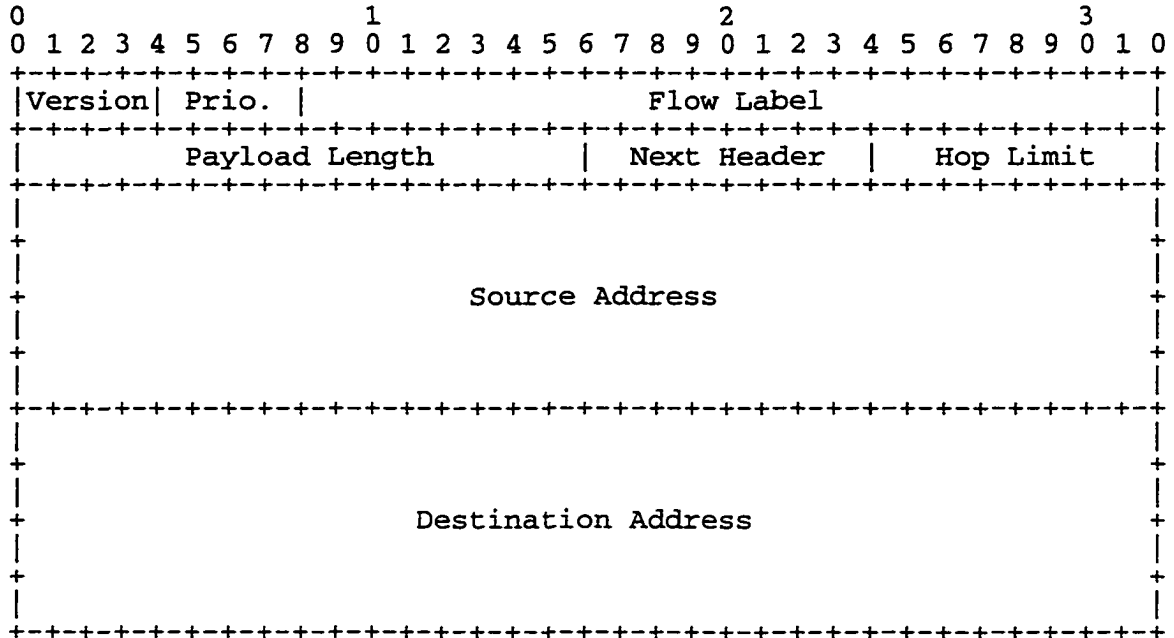 0 1 2 3
0 1 2 3 4 5 6 7 8 9 0 1 2 3 4 5 6 7 8 9 0 1 2 3 4 5 6 7 8 9 0 1 0
Version Prio. Flow Label
Payload Length Next Header Hop Limit
Source Address
Destination Address